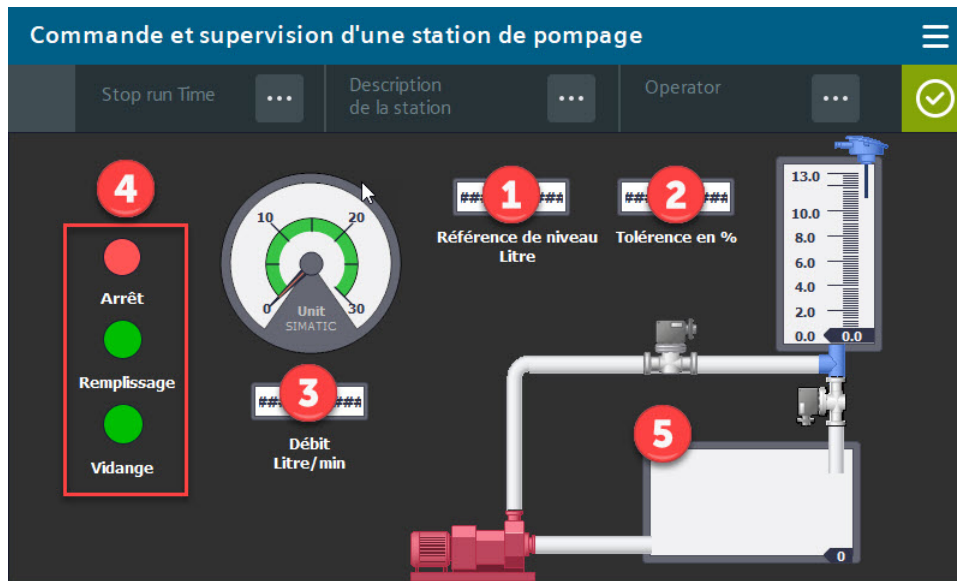 Commande et supervision d'une station de pompage
Stop run Time
...
Description
de la station
...
Operator
...
4
1
2
3
5
###
###
Référence de niveau
Litre
###
###
Tolérence en %
13.0
10.0
8.0
6.0
4.0
2.0
0.0
0.0
10
20
0
30
Unit
SIMATIC
Arrêt
Remplissage
Vidange
###
###
Débit
Litre/min
0